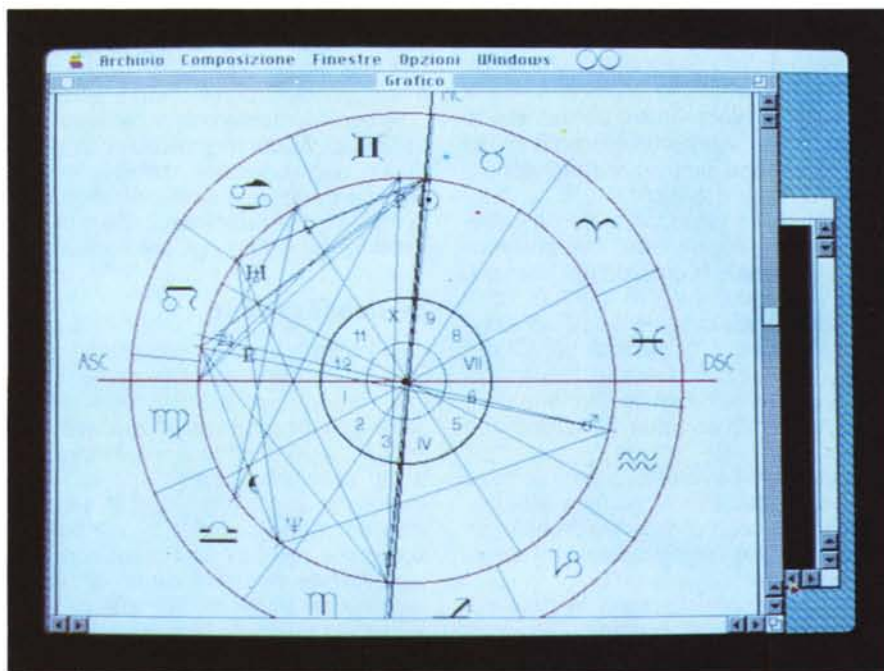 Archivio Composizione Finestre Opzioni Windows
Grafico
ASC
DSC
X
9
8
VII
6
5
IV
3
2
1
12
11